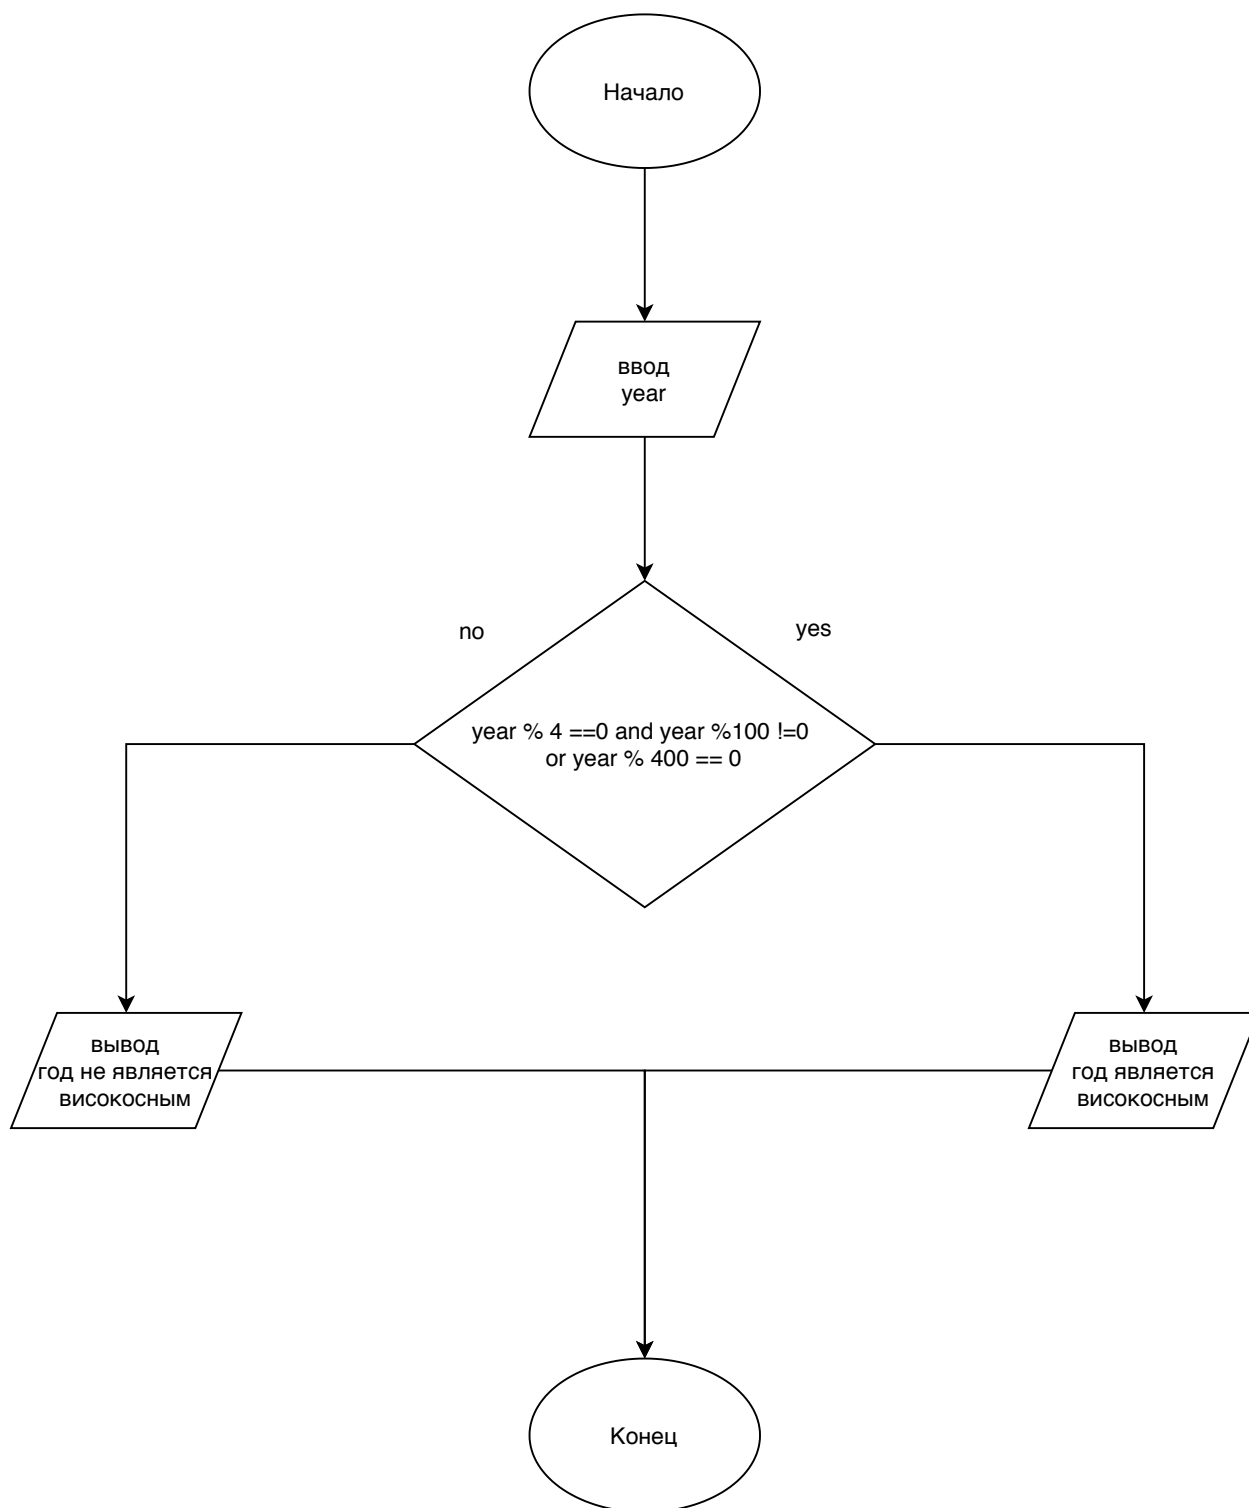 Начало
ввод
year
no
yes
year % 4 ==0 and year %100 !=0
or year % 400 == 0
вывод
год не является
високосным
вывод
год является
високосным
Конец